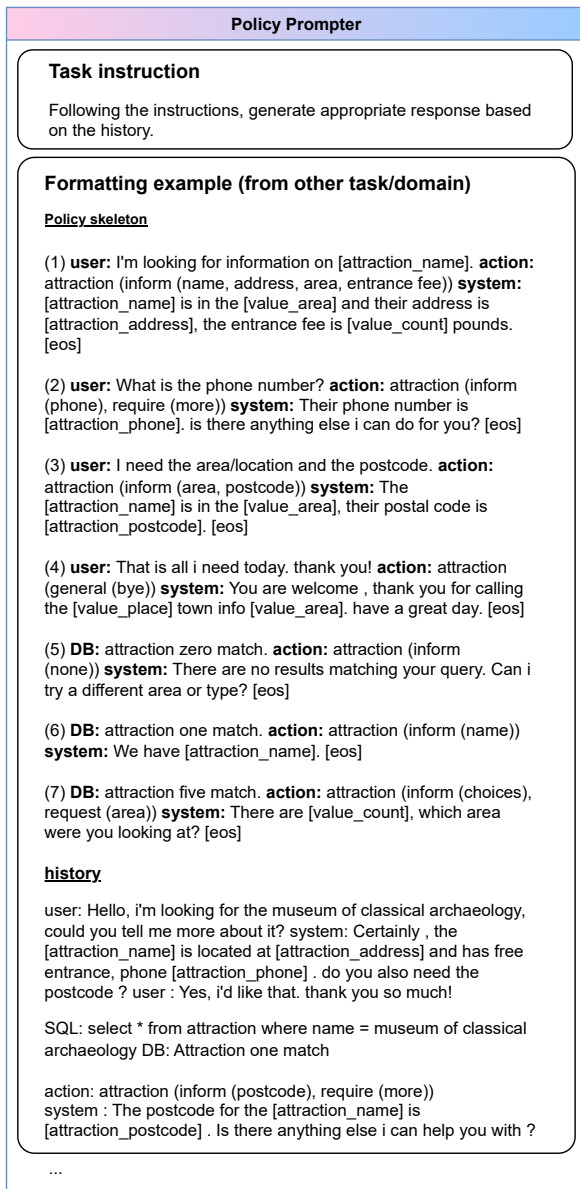 Policy Prompter
Task instruction
Following the instructions, generate appropriate response based
on the history.
Formatting example (from other task/domain)
Policy skeleton
(1) user: I'm looking for information on [attraction_name]. action:
attraction (inform (name, address, area, entrance fee)) system:
[attraction_name] is in the [value_area] and their address is
[attraction_address], the entrance fee is [value_count] pounds.
[eos]
(2) user: What is the phone number? action: attraction (inform
(phone), require (more)) system: Their phone number is
[attraction_phone]. is there anything else i can do for you? [eos]
(3) user: I need the area/location and the postcode. action:
attraction (inform (area, postcode)) system: The
[attraction_name] is in the [value_area], their postal code is
[attraction_postcode]. [eos]
(4) user: That is all i need today. thank you! action: attraction
(general (bye)) system: You are welcome , thank you for calling
the [value_place] town info [value_area]. have a great day. [eos]
(5) DB: attraction zero match. action: attraction (inform
(none)) system: There are no results matching your query. Can i
try a different area or type? [eos]
(6) DB: attraction one match. action: attraction (inform (name))
system: We have [attraction_name]. [eos]
(7) DB: attraction five match. action: attraction (inform (choices),
request (area)) system: There are [value_count], which area
were you looking at? [eos]
history
user: Hello, i'm looking for the museum of classical archaeology,
could you tell me more about it? system: Certainly , the
[attraction_name] is located at [attraction_address] and has free
entrance, phone [attraction_phone] . do you also need the
postcode ? user : Yes, i'd like that. thank you so much!
SQL: select * from attraction where name = museum of classical
archaeology DB: Attraction one match
action: attraction (inform (postcode), require (more))
system : The postcode for the [attraction_name] is
[attraction_postcode] . Is there anything else i can help you with ?
...